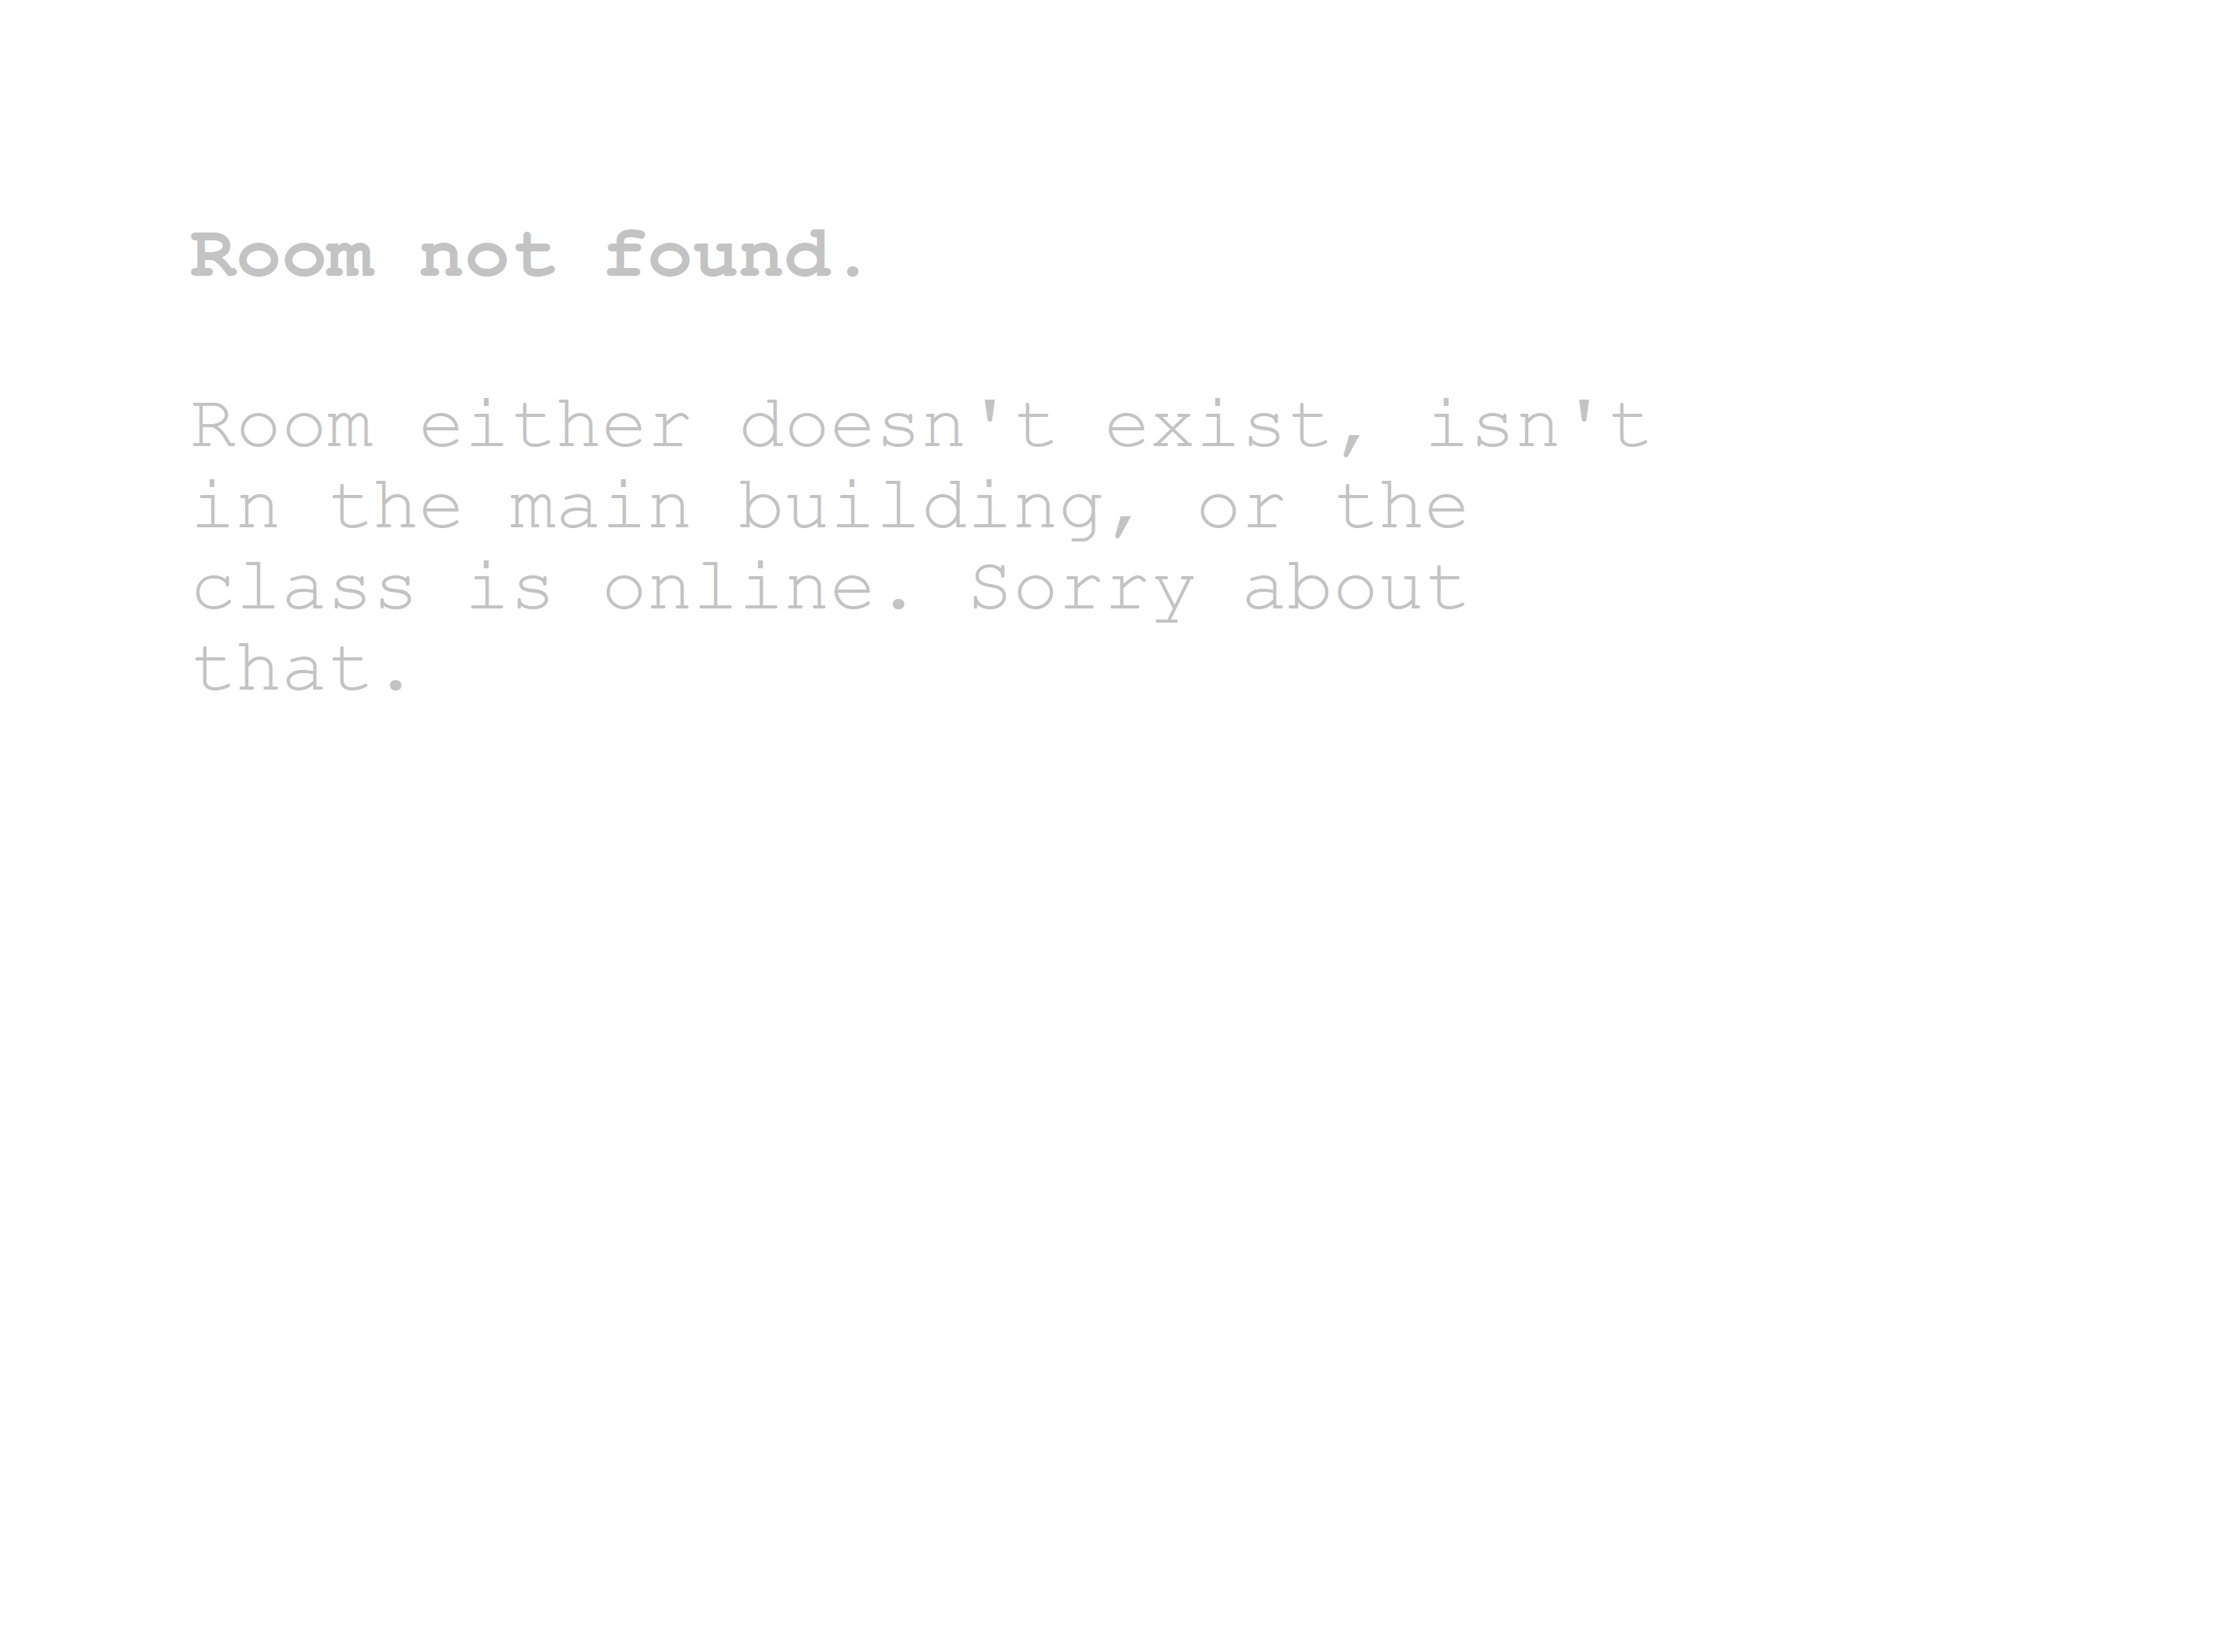 Room not found.
Room either doesn't exist, isn't
in the main building, or the
class is online. Sorry about
that.